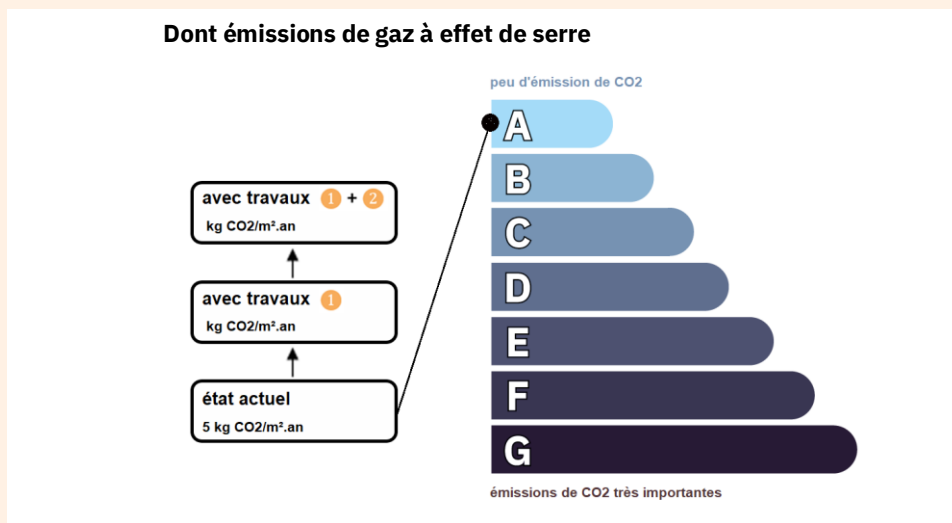 Dont émissions de gaz à effet de serre
peu d'émission de CO2
A
B
C
D
E
F
G
émissions de CO2 très importantes
avec travaux 1 + 2
kg CO2/m².an
avec travaux 1
kg CO2/m².an
état actuel
5 kg CO2/m².an